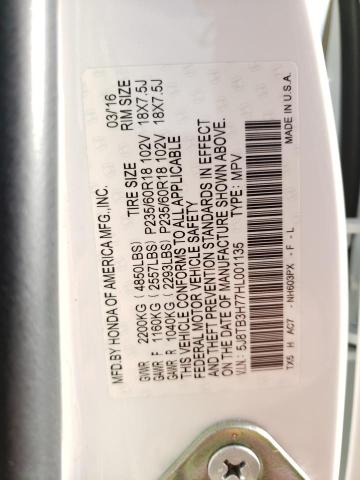 MFD.BY HONDA OF AMERICA MFG.,INC. 03/16
TIRE SIZE RIM SIZE
GVWR 2200KG (4850LBS)
GAWR F 1160KG (2557LBS) P235/60R18 102V 18X7.5J
GAWR R 1040KG (2293LBS) P235/60R18 102V 18X7.5J
THIS VEHICLE CONFORMS TO ALL APPLICABLE
FEDERAL MOTOR VEHICLE SAFETY
AND THEFT PREVENTION STANDARDS IN EFFECT
ON THE DATE OF MANUFACTURE SHOWN ABOVE.
V.I.N.: 5J8TB3H77HL001135 TYPE: MPV
TX5 H AC7 - NH603PX - F - L MADE IN U.S.A.